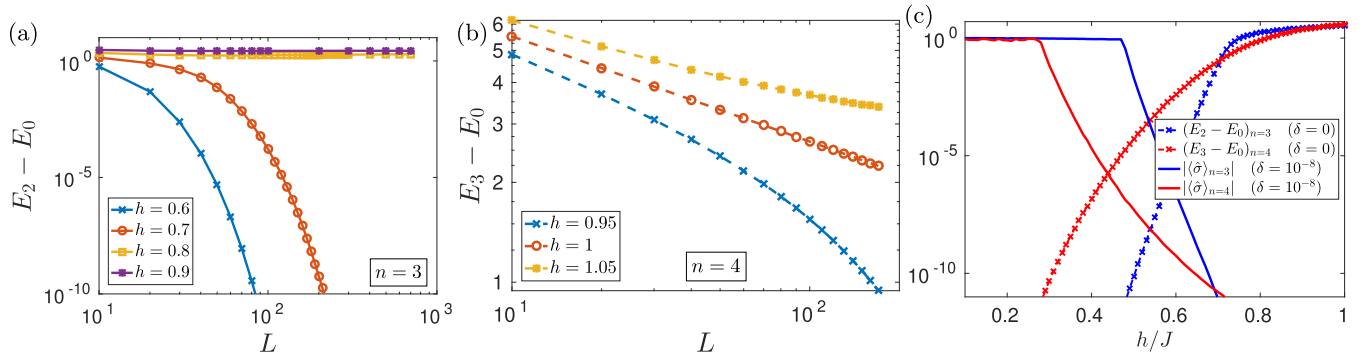 (a)
E_2 − E_0
10^0
10^{-5}
10^{-10}
h = 0.6
h = 0.7
h = 0.8
h = 0.9
n = 3
10^1 10^2 10^3
L
(b)
E_3 − E_0
6
5
4
3
2
1
h = 0.95
h = 1
h = 1.05
n = 4
10^1 10^2
L
(c)
10^0
10^{-5}
10^{-10}
(E_2 − E_0)_{n=3} (δ = 0)
(E_3 − E_0)_{n=4} (δ = 0)
|⟨σ̂⟩_{n=3}| (δ = 10^{-8})
|⟨σ̂⟩_{n=4}| (δ = 10^{-8})
0.2 0.4 0.6 0.8 1
h/J